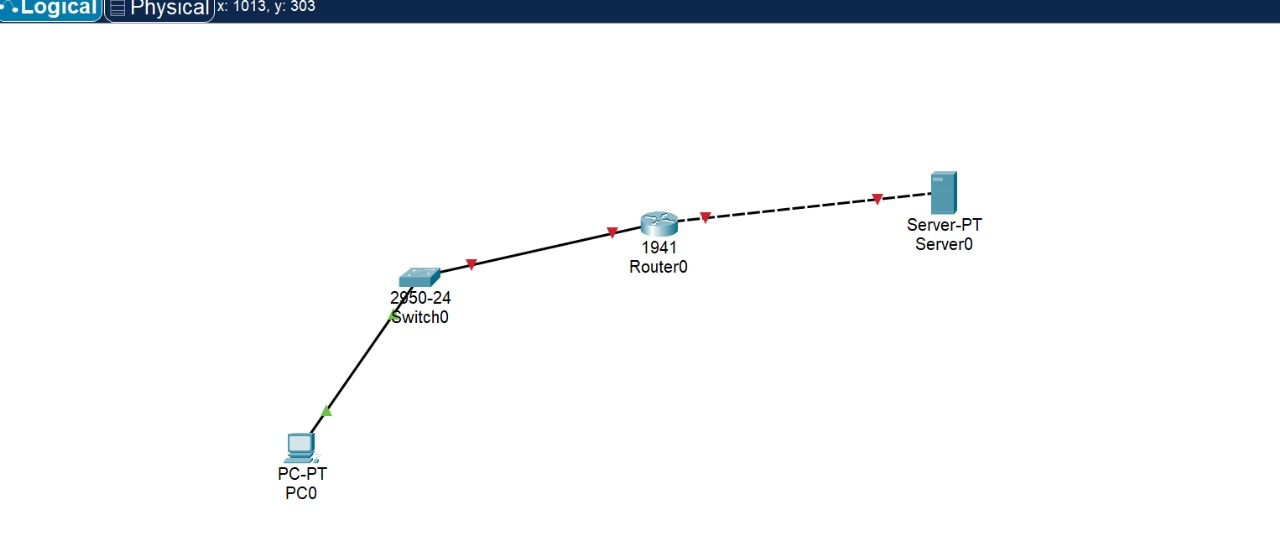 Logical Physical x: 1013, y: 303
Server-PT
Server0
1941
Router0
2950-24
Switch0
PC-PT
PC0